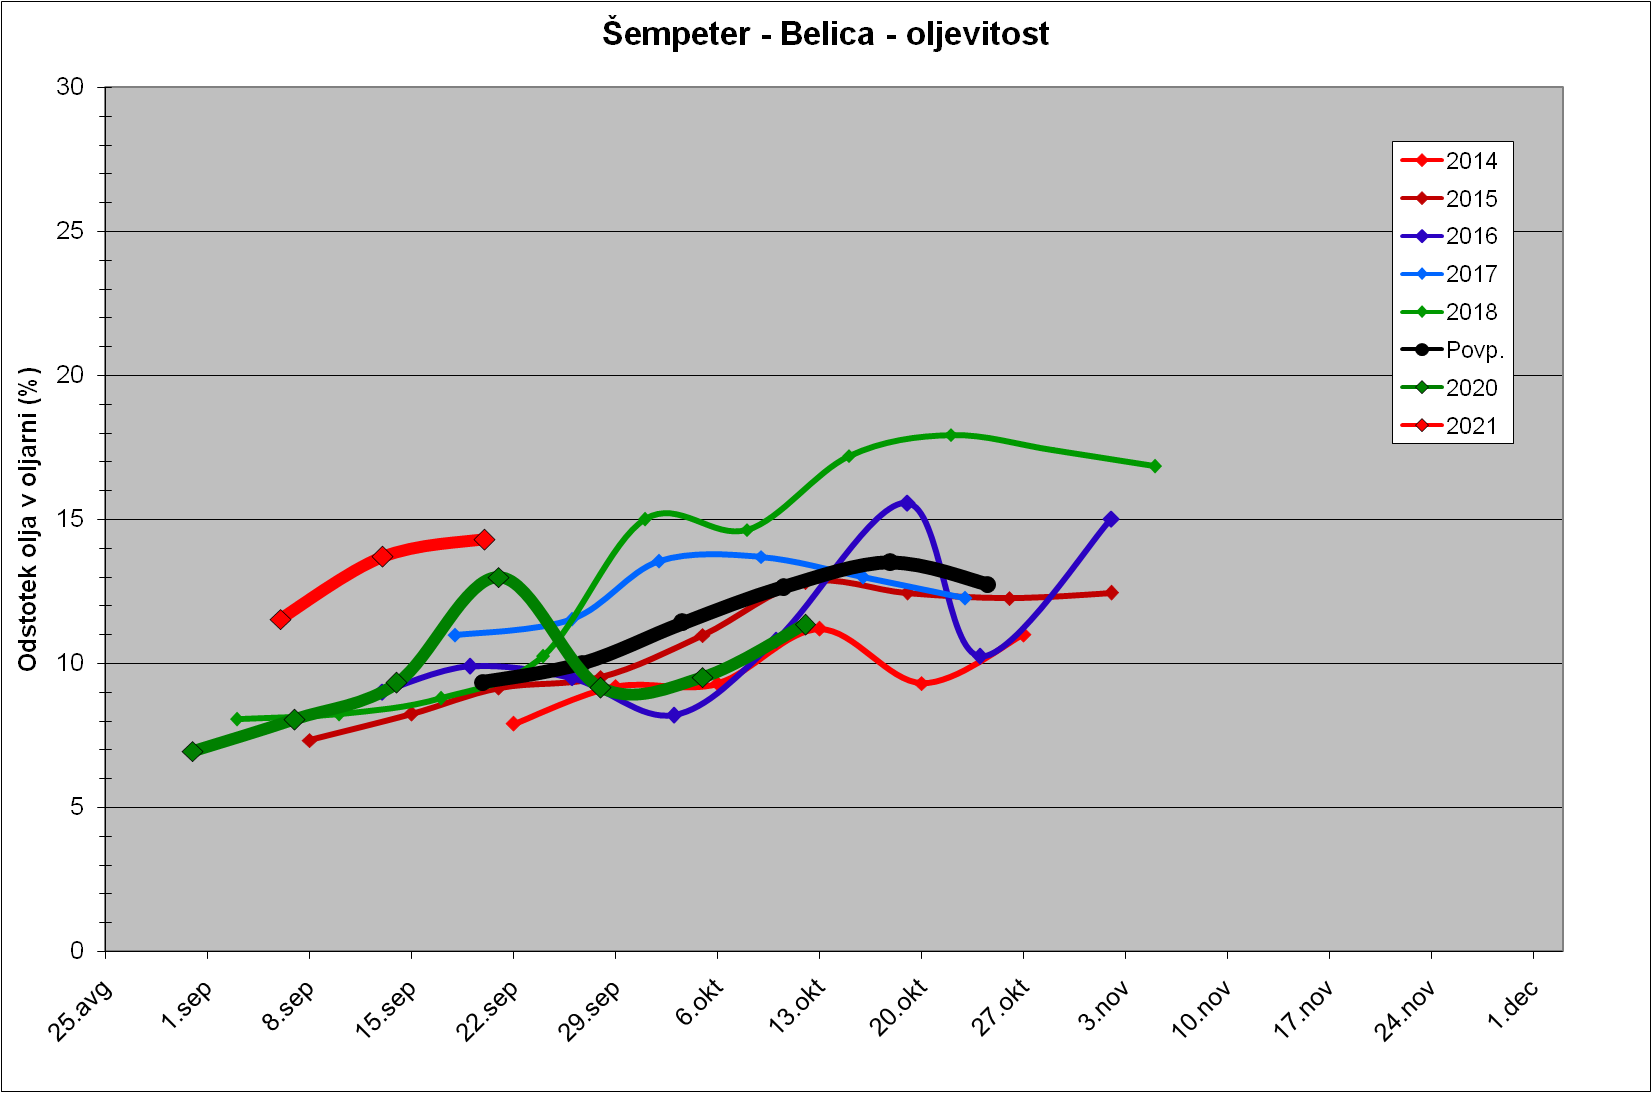 Šempeter - Belica - oljevitost
Odstotek olja v oljarni (%)
30
25
20
15
10
5
0
25.avg
1.sep
8.sep
15.sep
22.sep
29.sep
6.okt
13.okt
20.okt
27.okt
3.nov
10.nov
17.nov
24.nov
1.dec
2014
2015
2016
2017
2018
Povp.
2020
2021